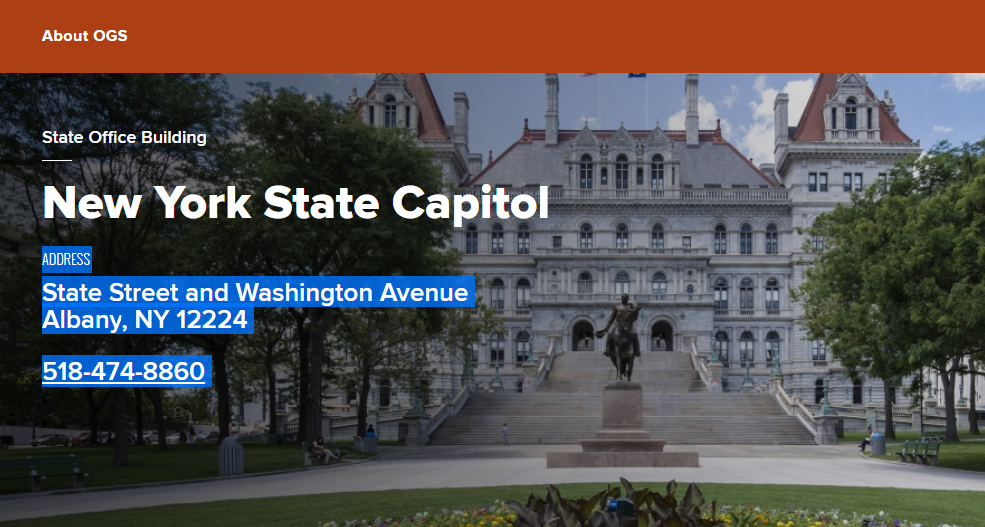 About OGS
State Office Building
New York State Capitol
ADDRESS
State Street and Washington Avenue
Albany, NY 12224
518-474-8860